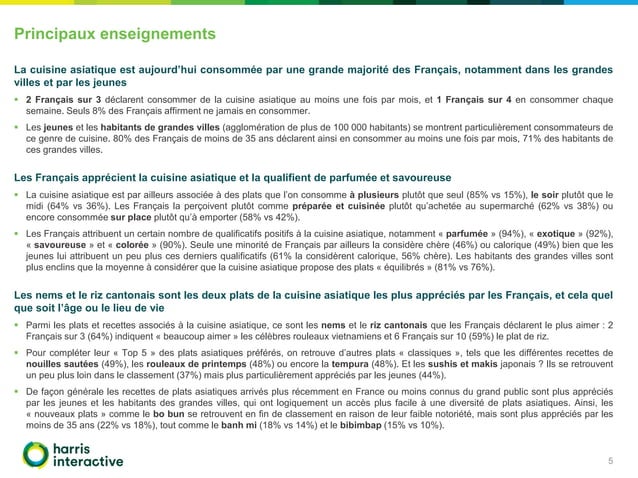 Principaux enseignements
La cuisine asiatique est aujourd'hui consommée par une grande majorité des Français, notamment dans les grandes
villes et par les jeunes
▪ 2 Français sur 3 déclarent consommer de la cuisine asiatique au moins une fois par mois, et 1 Français sur 4 en consommer chaque
semaine. Seuls 8% des Français affirment ne jamais en consommer.
▪ Les jeunes et les habitants de grandes villes (agglomération de plus de 100 000 habitants) se montrent particulièrement consommateurs de
ce genre de cuisine. 80% des Français de moins de 35 ans déclarent ainsi en consommer au moins une fois par mois, 71% des habitants de
ces grandes villes.
Les Français apprécient la cuisine asiatique et la qualifient de parfumée et savoureuse
▪ La cuisine asiatique est par ailleurs associée à des plats que l'on consomme à plusieurs plutôt que seul (85% vs 15%), le soir plutôt que le
midi (64% vs 36%). Les Français la perçoivent plutôt comme préparée et cuisinée plutôt qu'achetée au supermarché (62% vs 38%) ou
encore consommée sur place plutôt qu'à emporter (58% vs 42%).
▪ Les Français attribuent un certain nombre de qualificatifs positifs à la cuisine asiatique, notamment « parfumée » (94%), « exotique » (92%),
« savoureuse » et « colorée » (90%). Seule une minorité de Français par ailleurs la considère chère (46%) ou calorique (49%) bien que les
jeunes lui attribuent un peu plus ces derniers qualificatifs (61% la considèrent calorique, 56% chère). Les habitants des grandes villes sont
plus enclins que la moyenne à considérer que la cuisine asiatique propose des plats « équilibrés » (81% vs 76%).
Les nems et le riz cantonais sont les deux plats de la cuisine asiatique les plus appréciés par les Français, et cela quel
que soit l'âge ou le lieu de vie
▪ Parmi les plats et recettes associés à la cuisine asiatique, ce sont les nems et le riz cantonais que les Français déclarent le plus aimer : 2
Français sur 3 (64%) indiquent « beaucoup aimer » les célèbres rouleaux vietnamiens et 6 Français sur 10 (59%) le plat de riz.
▪ Pour compléter leur « Top 5 » des plats asiatiques préférés, on retrouve d'autres plats « classiques », tels que les différentes recettes de
nouilles sautées (49%), les rouleaux de printemps (48%) ou encore la tempura (48%). Et les sushis et makis japonais ? Ils se retrouvent
un peu plus loin dans le classement (37%) mais plus particulièrement appréciés par les jeunes (44%).
▪ De façon générale les recettes de plats asiatiques arrivés plus récemment en France ou moins connus du grand public sont plus appréciés
par les jeunes et les habitants des grandes villes, qui ont logiquement un accès plus facile à une diversité de plats asiatiques. Ainsi, les
« nouveaux plats » comme le bo bun se retrouvent en fin de classement en raison de leur faible notoriété, mais sont plus appréciés par les
moins de 35 ans (22% vs 18%), tout comme le banh mi (18% vs 14%) et le bibimbap (15% vs 10%).
harris
interactive
5